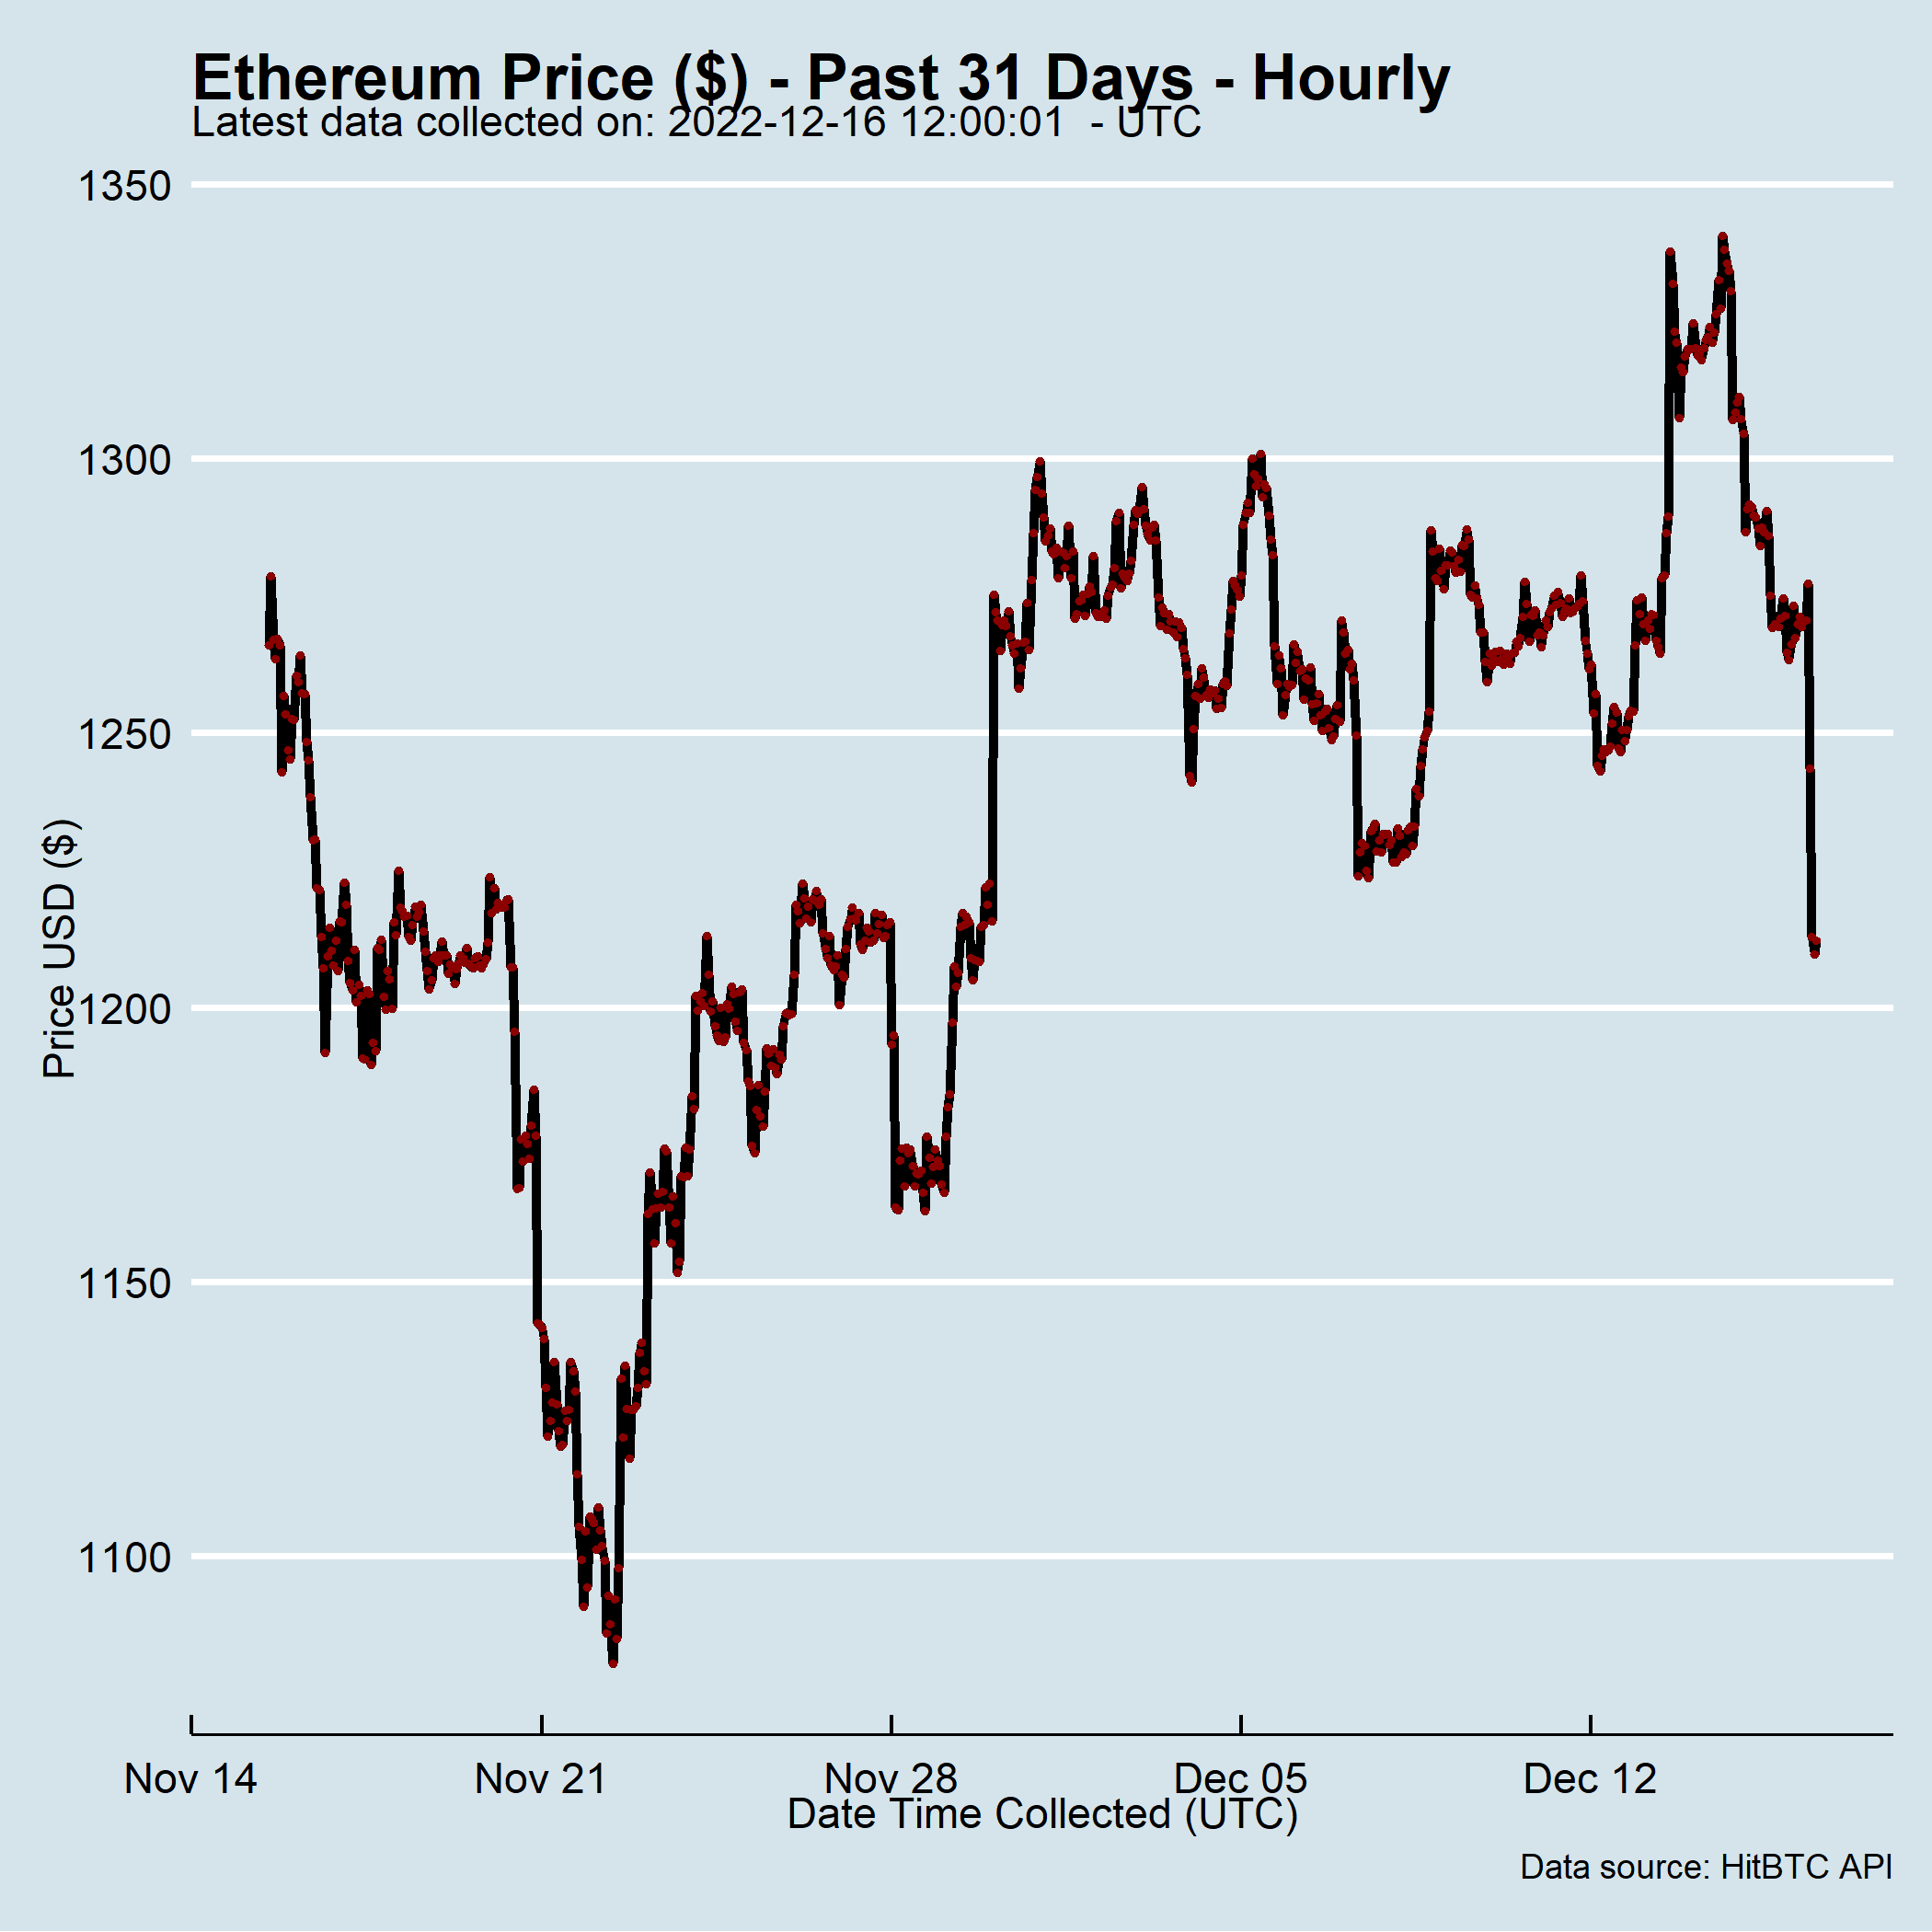 Ethereum Price ($) - Past 31 Days - Hourly
Latest data collected on: 2022-12-16 12:00:01  - UTC
1350
1300
1250
1200
1150
1100
Price USD ($)
Nov 14 Nov 21 Nov 28 Dec 05 Dec 12
Date Time Collected (UTC)
Data source: HitBTC API